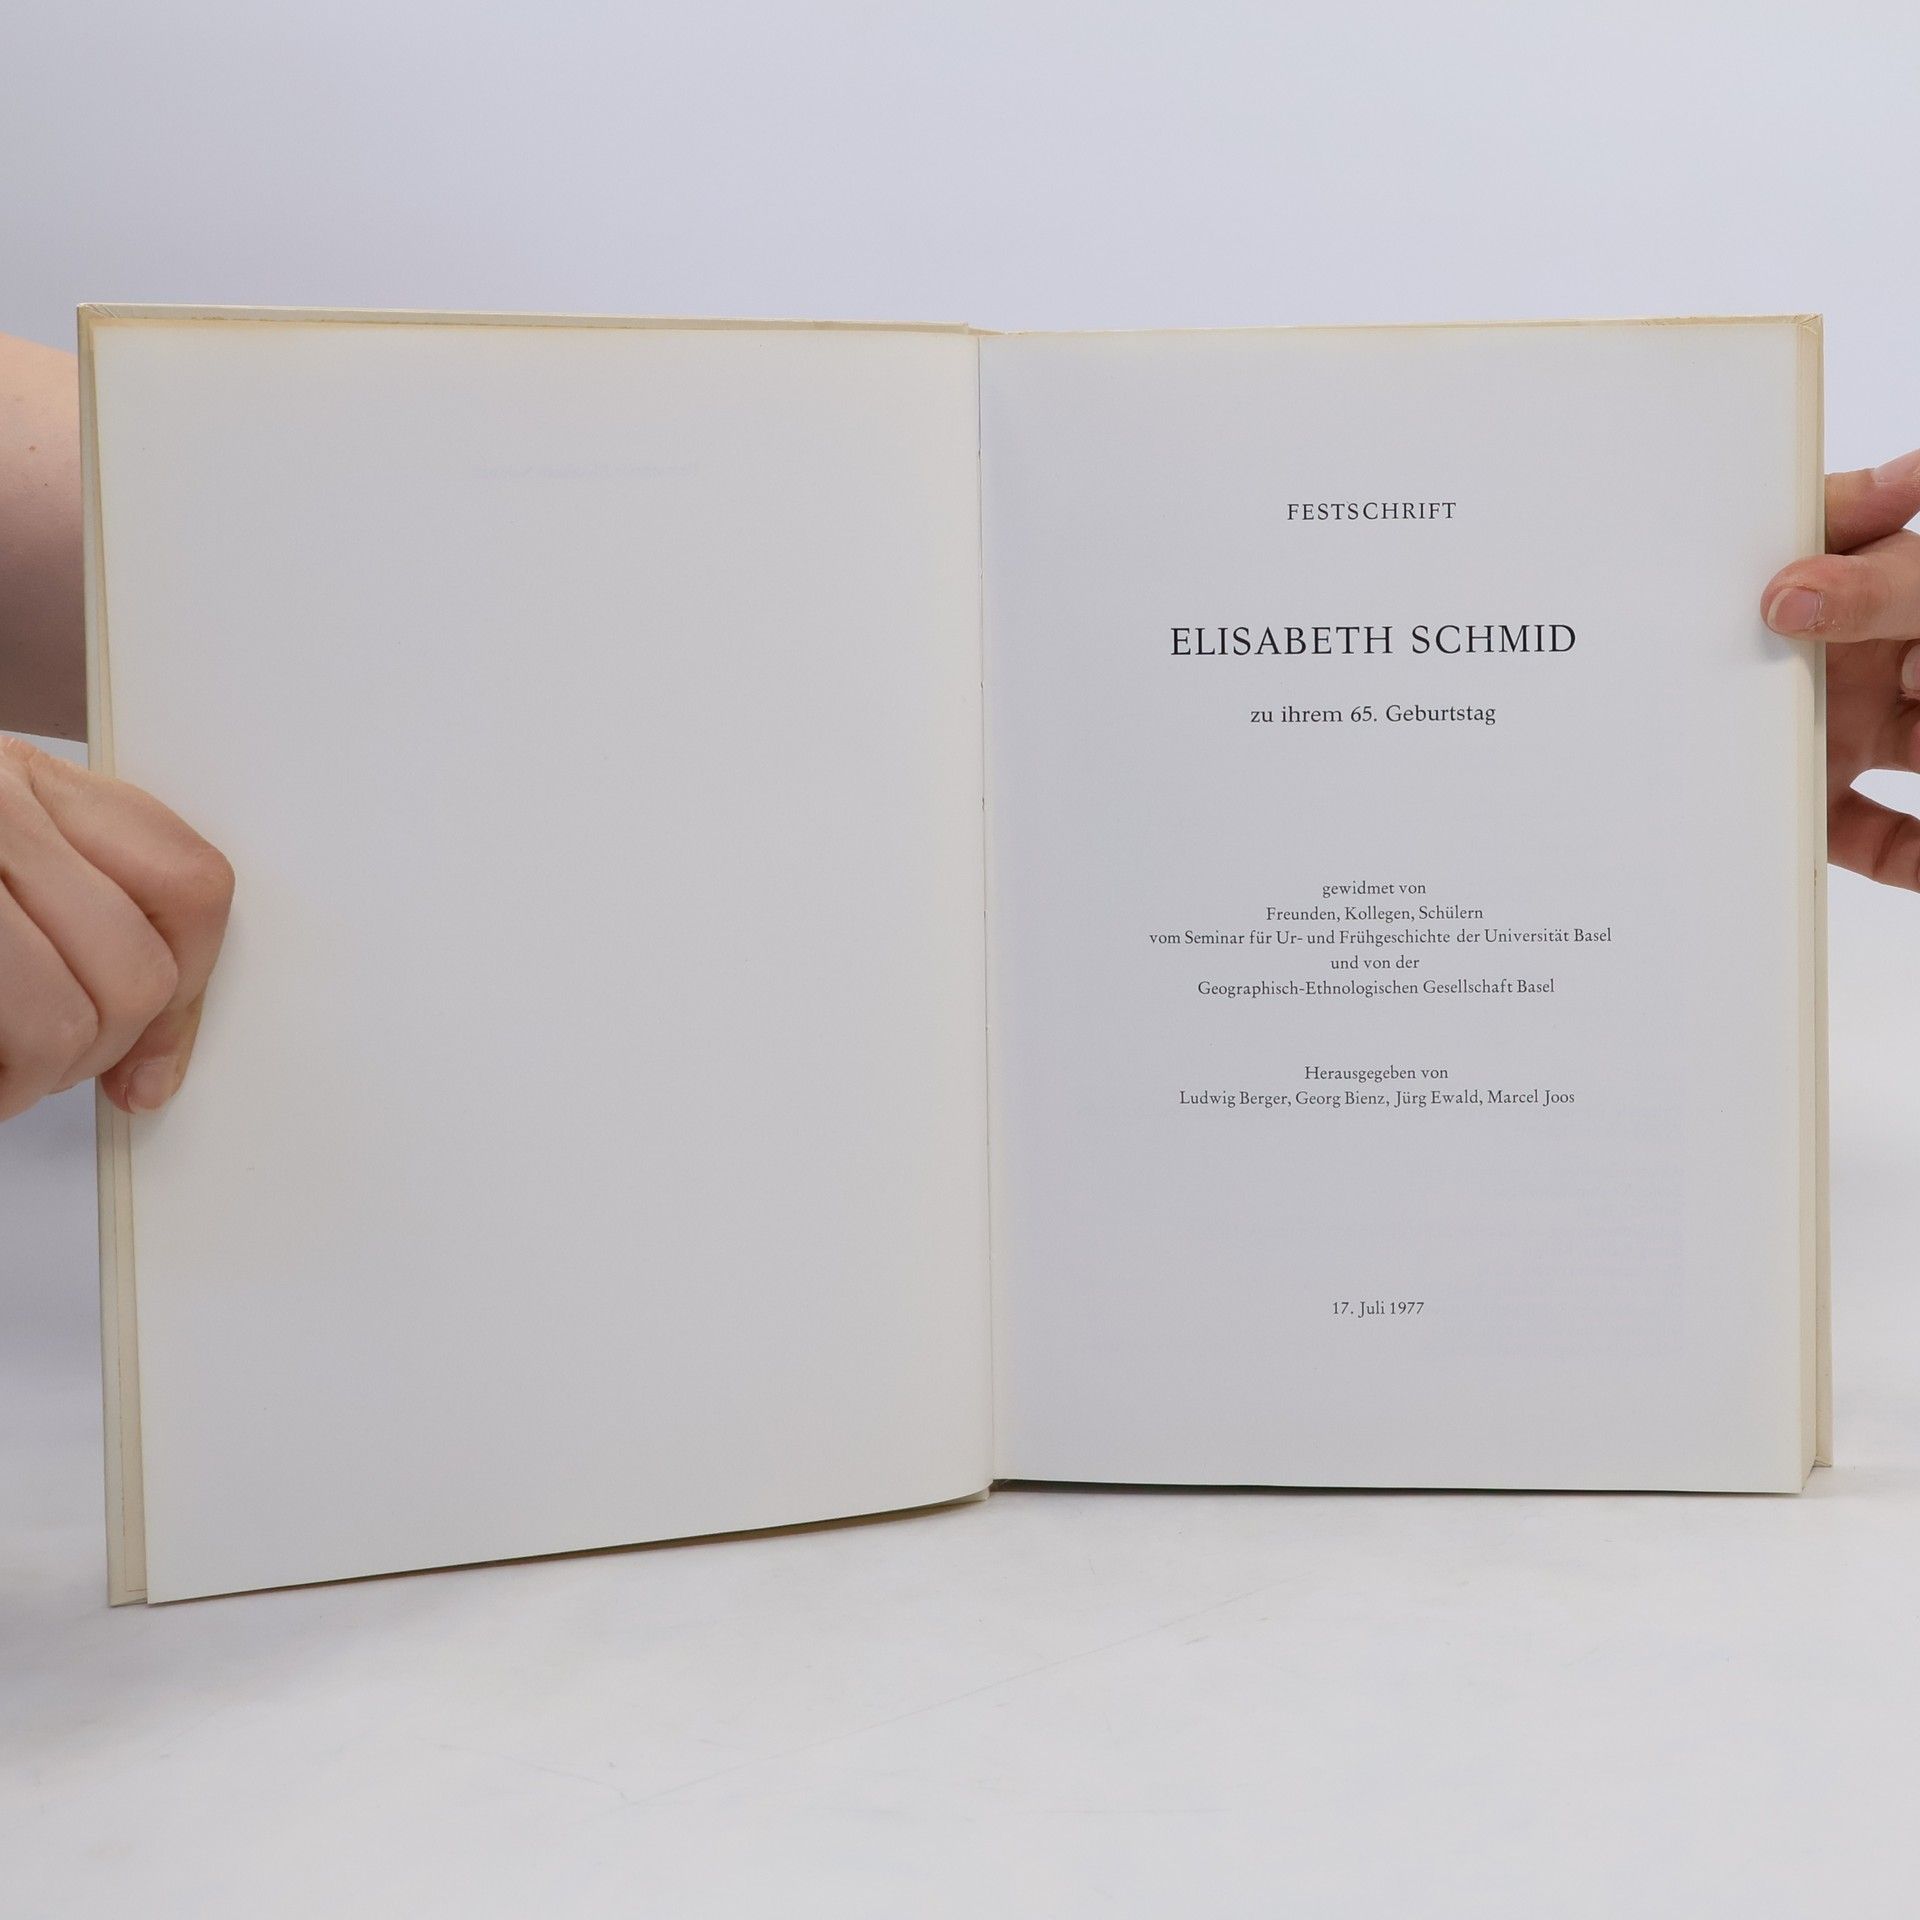 FESTSCHRIFT
ELISABETH SCHMID
zu ihrem 65. Geburtstag
gewidmet von
Freunden, Kollegen, Schülern
vom Seminar für Ur- und Frühgeschichte der Universität Basel
und von der
Geographisch-Ethnologischen Gesellschaft Basel
Herausgegeben von
Ludwig Berger, Georg Bienz, Jürg Ewald, Marcel Joos
17. Juli 1977